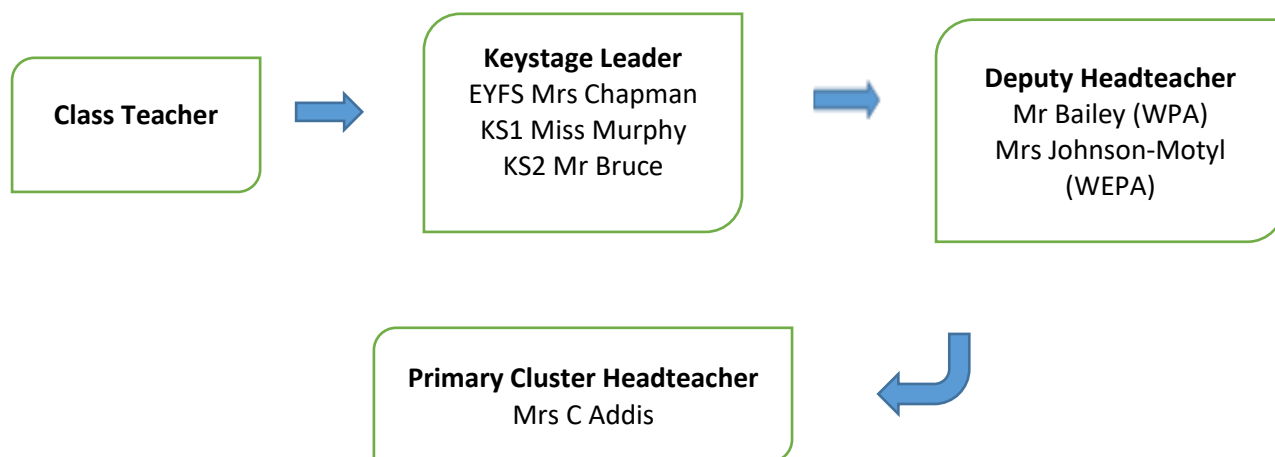 Class Teacher
Keystage Leader
EYFS Mrs Chapman
KS1 Miss Murphy
KS2 Mr Bruce
Deputy Headteacher
Mr Bailey (WPA)
Mrs Johnson-Motyl
(WEPA)
Primary Cluster Headteacher
Mrs C Addis